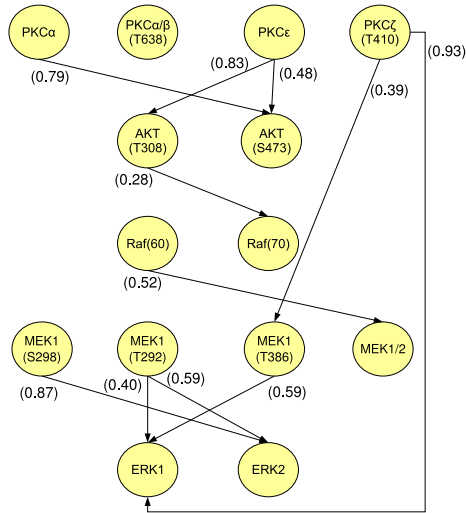 PKCα
PKCα/β
(T638)
PKCε
PKCζ
(T410)
(0.79)
(0.83)
(0.48)
(0.39)
(0.93)
AKT
(T308)
AKT
(S473)
(0.28)
Raf(60)
Raf(70)
(0.52)
MEK1
(S298)
MEK1
(T292)
MEK1
(T386)
MEK1/2
(0.87)
(0.40)
(0.59)
(0.59)
ERK1
ERK2